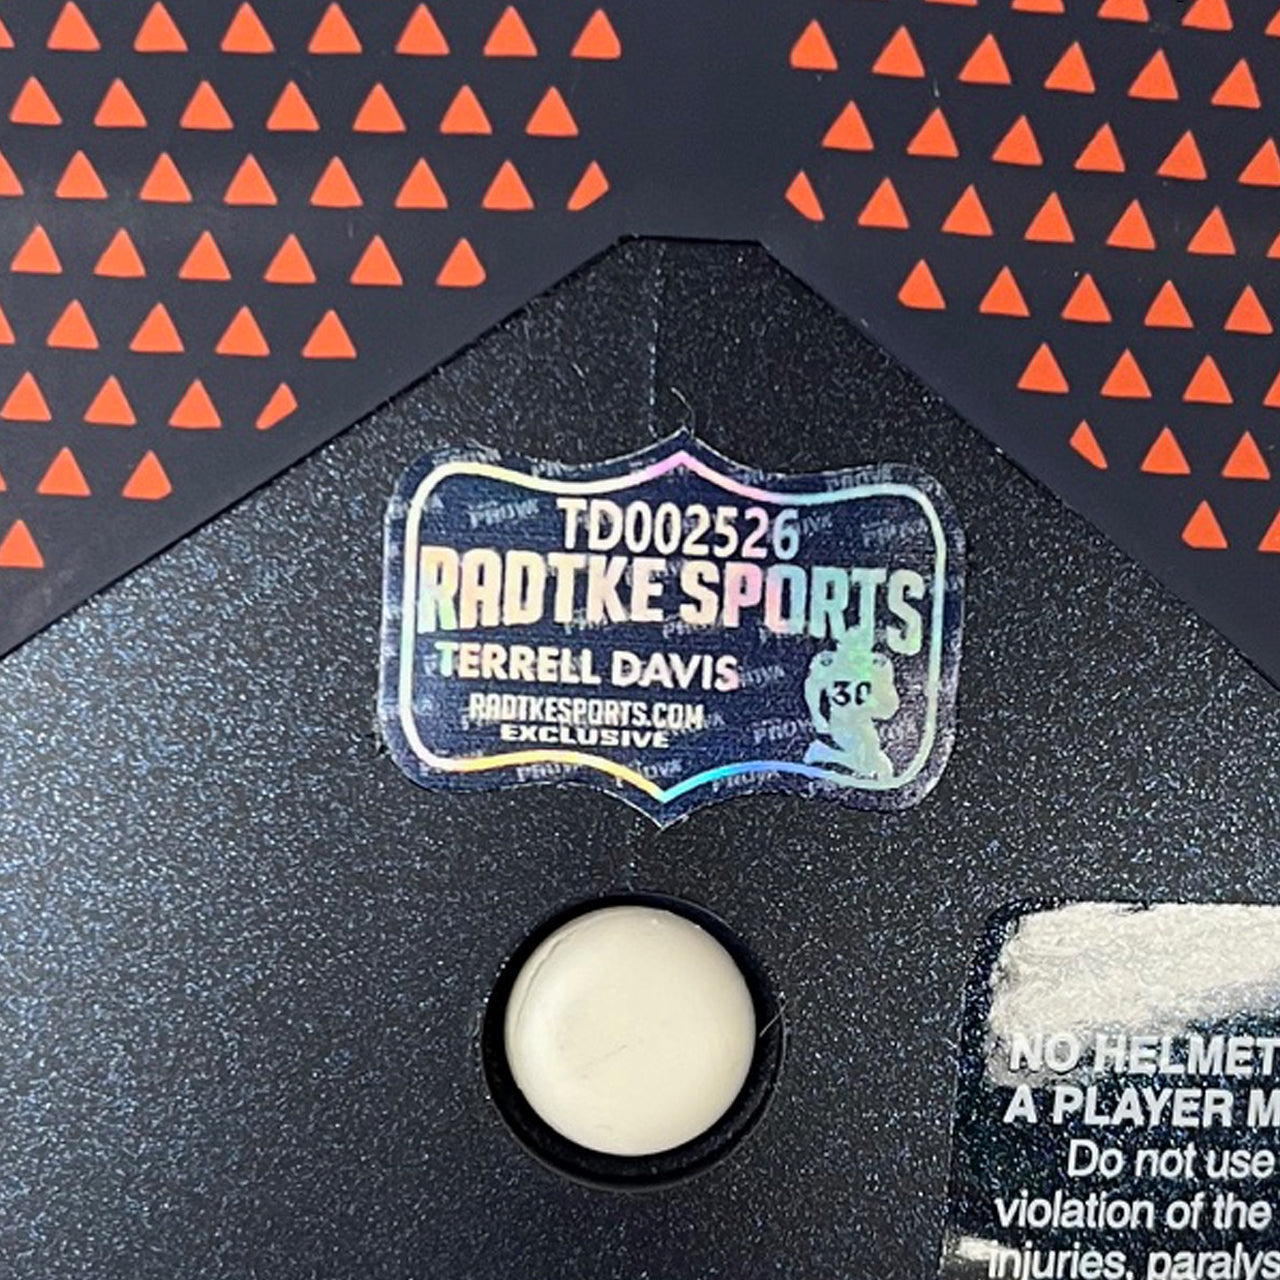 TD002526
RADTKE SPORTS
TERRELL DAVIS
30
RADTKESPORTS.COM
EXCLUSIVE
NO HELMET
A PLAYER M
Do not use
violation of the
injuries, paralys